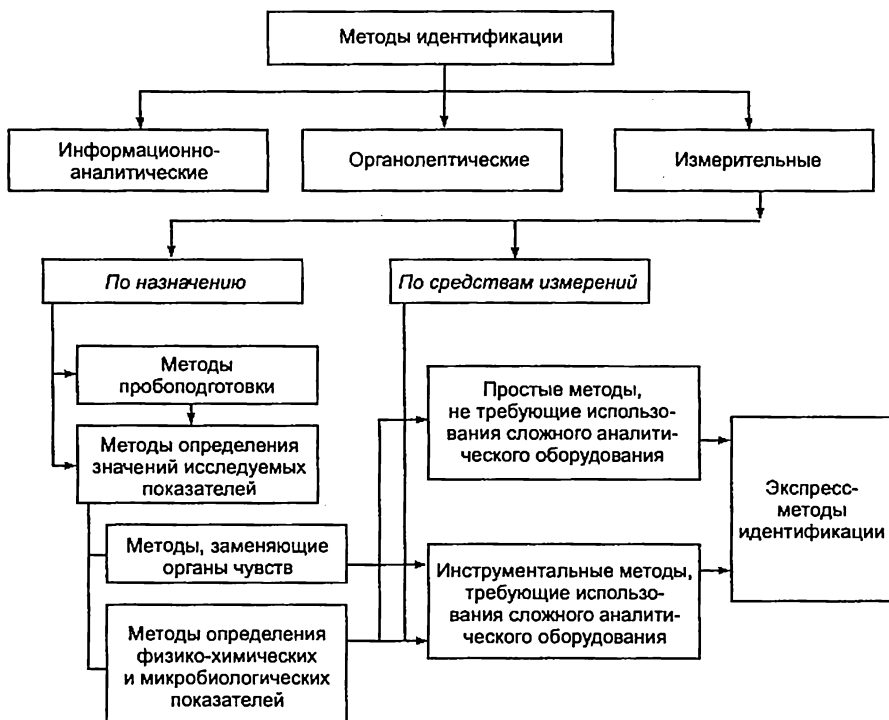 Методы идентификации
Информационно-
аналитические
Органолептические
Измерительные
По назначению
По средствам измерений
Методы
пробоподготовки
Методы определения
значений исследуемых
показателей
Методы, заменяющие
органы чувств
Методы определения
физико-химических
и микробиологических
показателей
Простые методы,
не требующие использо-
вания сложного аналити-
ческого оборудования
Инструментальные методы,
требующие использо-
вания сложного аналити-
ческого оборудования
Экспресс-
методы
идентификации